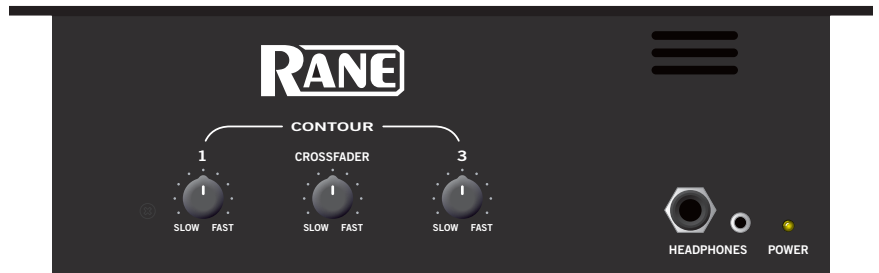 RANE
CONTOUR
1 CROSSFADER 3
SLOW FAST SLOW FAST SLOW FAST
HEADPHONES POWER